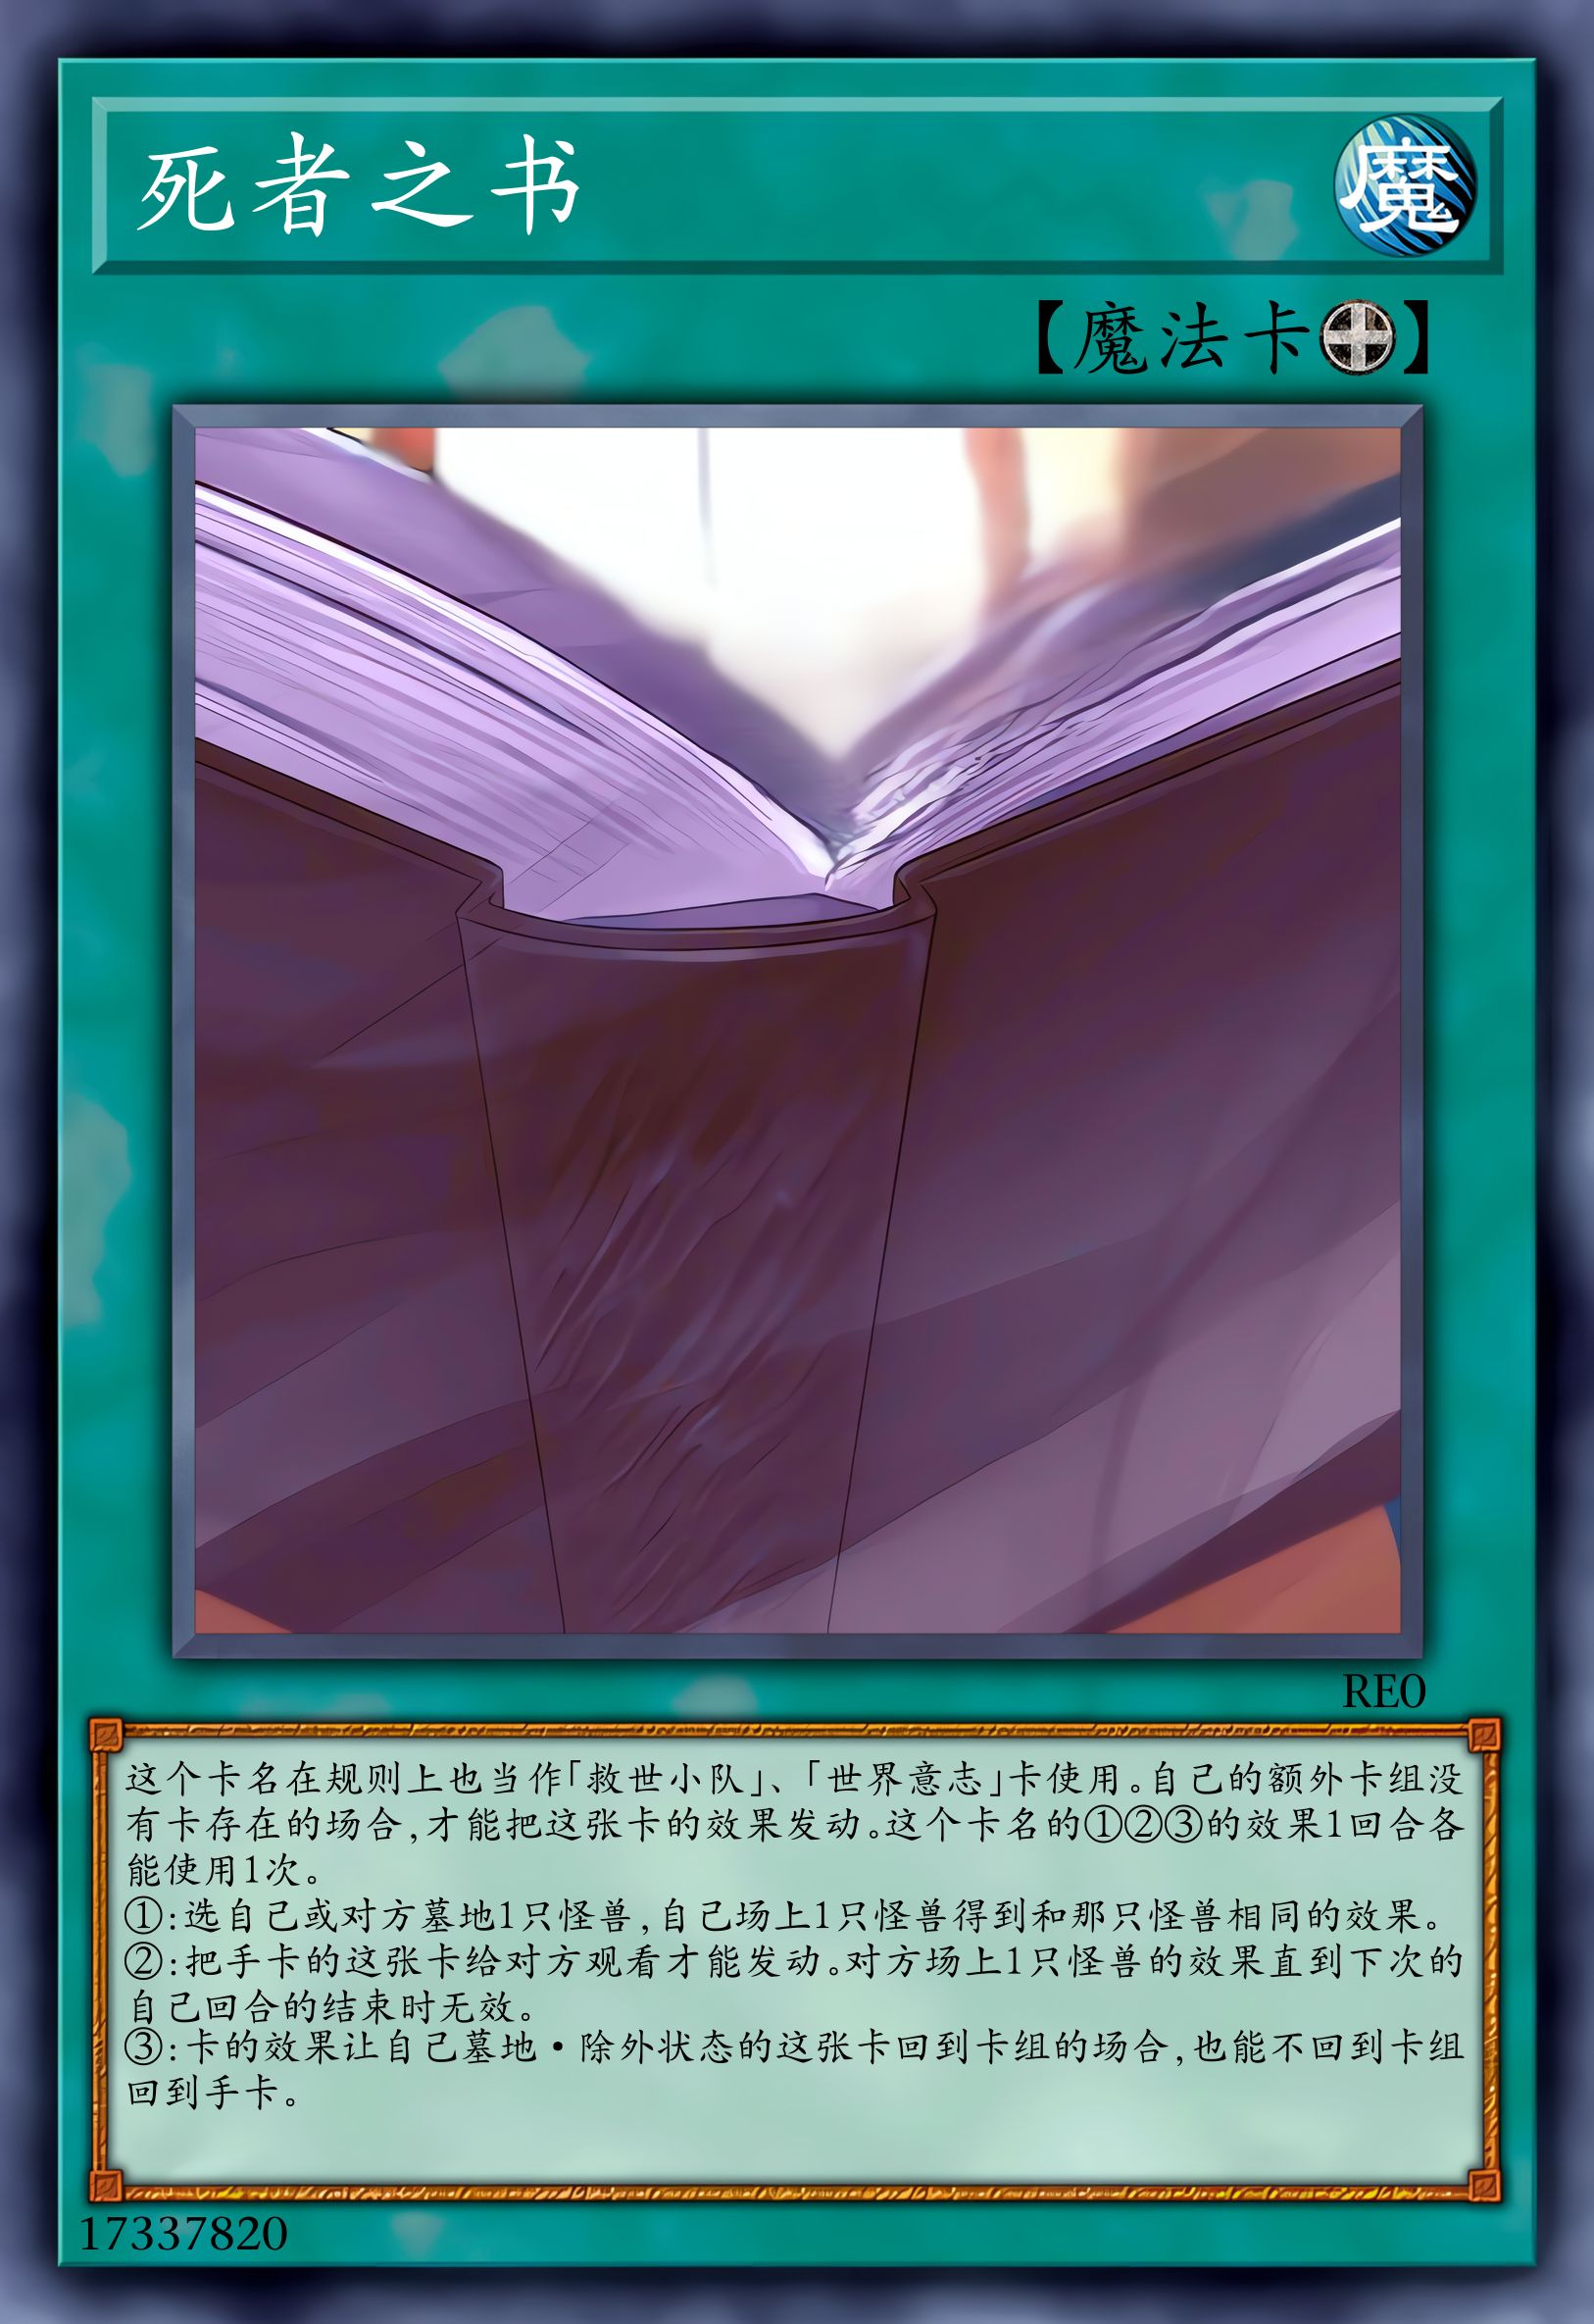 死者之书
魔
【魔法卡】
RE0
这个卡名在规则上也当作「救世小队」、「世界意志」卡使用。自己的额外卡组没
有卡存在的场合,才能把这张卡的效果发动。这个卡名的①②③的效果1回合各
能使用1次。
①:选自己或对方墓地1只怪兽,自己场上1只怪兽得到和那只怪兽相同的效果。
②:把手卡的这张卡给对方观看才能发动。对方场上1只怪兽的效果直到下次的
自己回合的结束时无效。
③:卡的效果让自己墓地·除外状态的这张卡回到卡组的场合,也能不回到卡组
回到手卡。
17337820